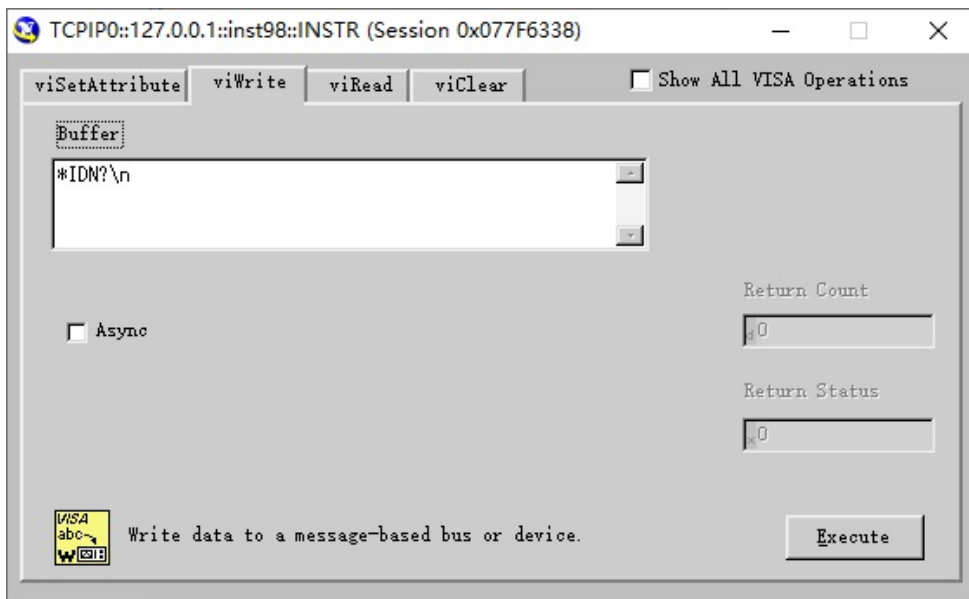 TCPIP0::127.0.0.1::inst98::INSTR (Session 0x077F6338)
viSetAttribute viWrite viRead viClear Show All VISA Operations
Buffer
*IDN?\n
Return Count
d 0
Async
Return Status
x 0
VISA
abc
W
Write data to a message-based bus or device.
Execute